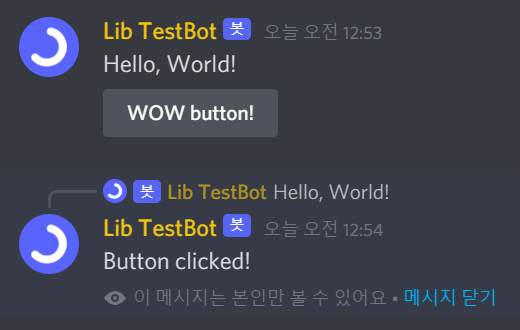 Lib TestBot 봇 오늘 오전 12:53
Hello, World!
WOW button!
봇 Lib TestBot Hello, World!
Lib TestBot 봇 오늘 오전 12:54
Button clicked!
이 메시지는 본인만 볼 수 있어요 • 메시지 닫기